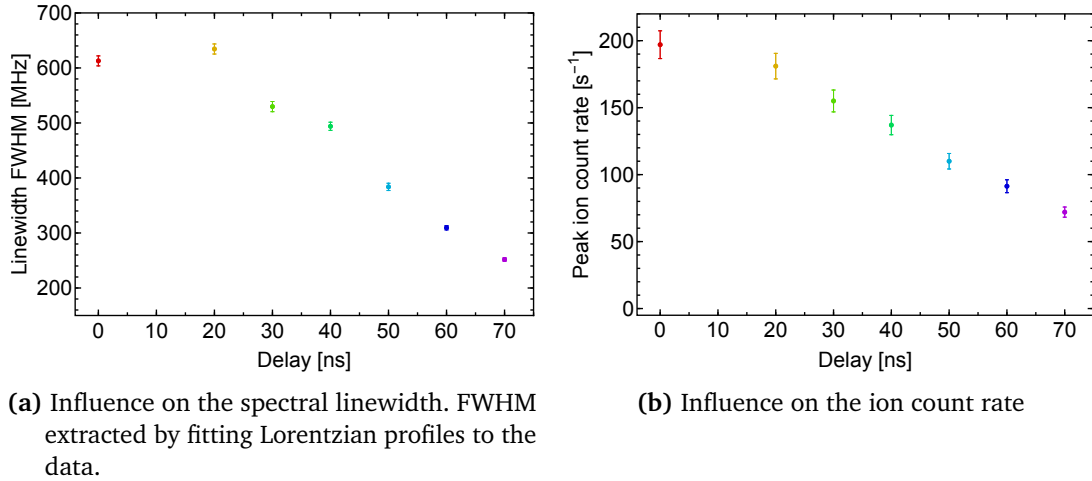 700
600
500
400
300
200
Linewidth FWHM [MHz]
0 10 20 30 40 50 60 70
Delay [ns]
200
150
100
50
0
Peak ion count rate [s⁻¹]
0 10 20 30 40 50 60 70
Delay [ns]
(a) Influence on the spectral linewidth. FWHM
extracted by fitting Lorentzian profiles to the
data.
(b) Influence on the ion count rate